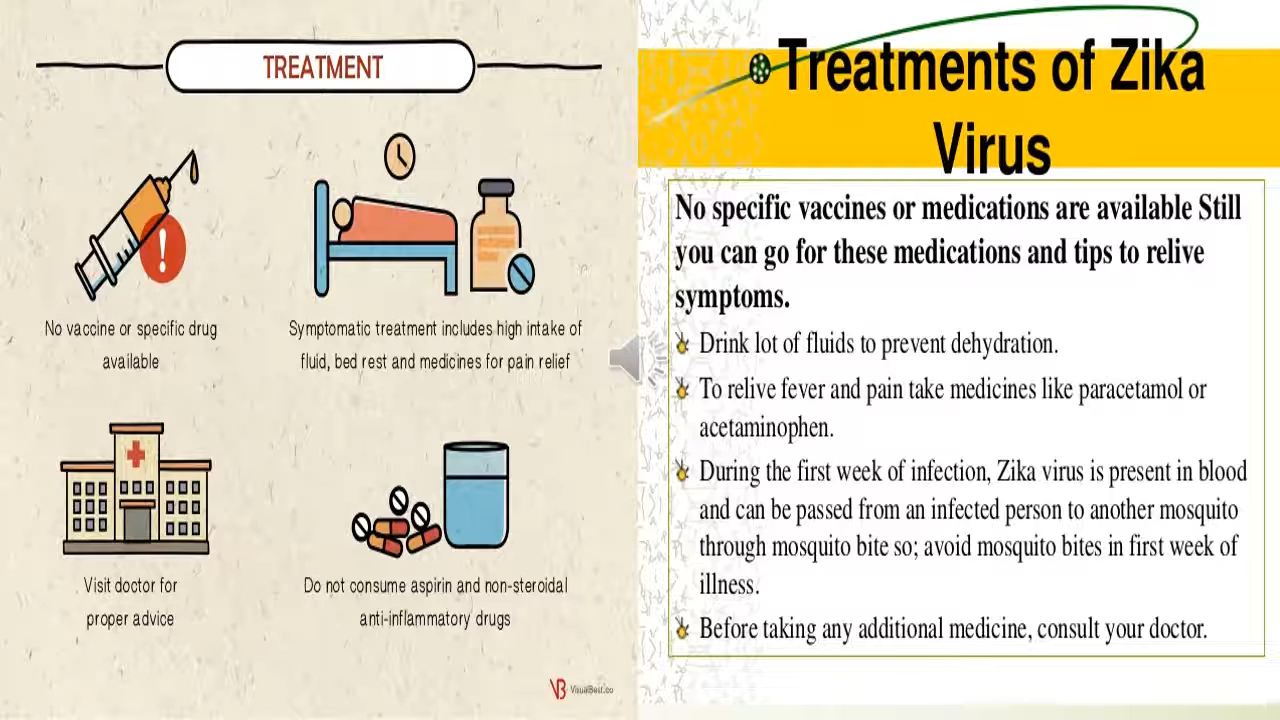 TREATMENT
No vaccine or specific drug
available
Symptomatic treatment includes high intake of
fluid, bed rest and medicines for pain relief
Visit doctor for
proper advice
Do not consume aspirin and non-steroidal
anti-inflammatory drugs
VB VisualBest.co
Treatments of Zika
Virus
No specific vaccines or medications are available Still
you can go for these medications and tips to relive
symptoms.
Drink lot of fluids to prevent dehydration.
To relive fever and pain take medicines like paracetamol or
acetaminophen.
During the first week of infection, Zika virus is present in blood
and can be passed from an infected person to another mosquito
through mosquito bite so; avoid mosquito bites in first week of
illness.
Before taking any additional medicine, consult your doctor.